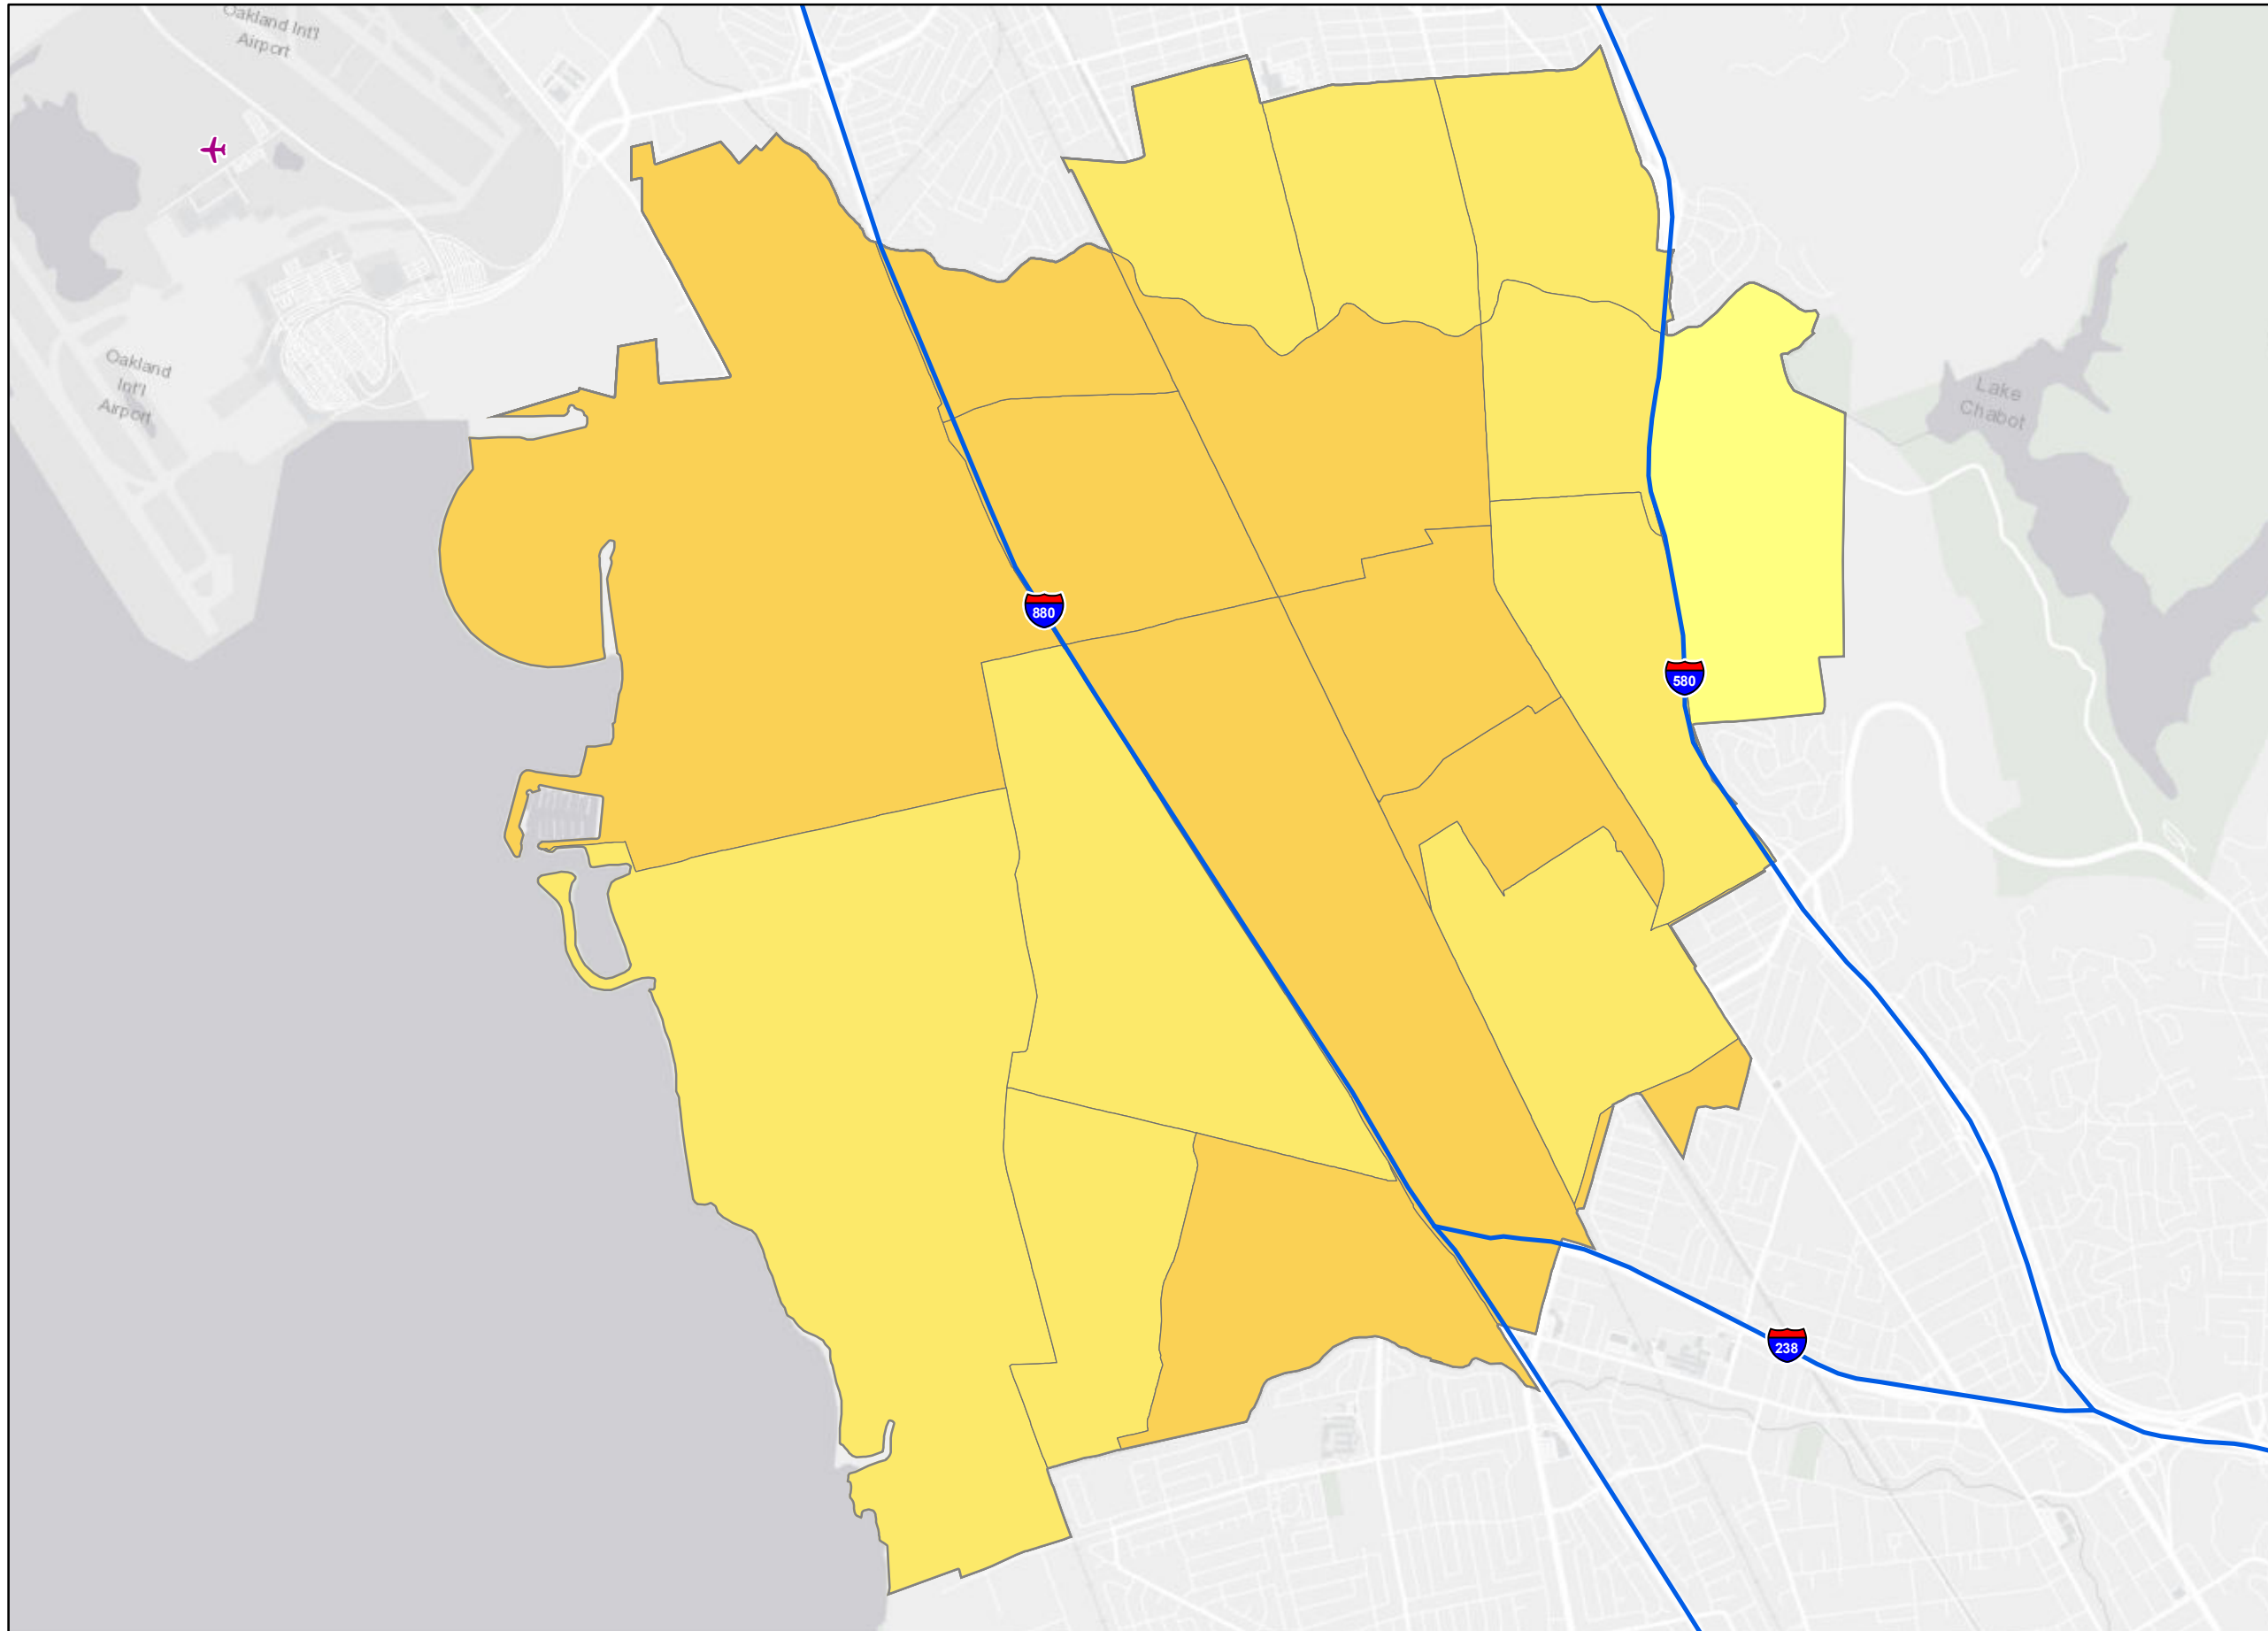 Oakland Int'l
Airport
Oakland
Int'l
Airport
Lake
Chabot
880
580
238